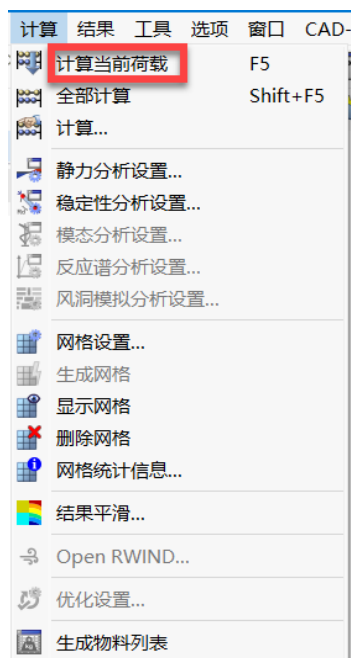 计算 结果 工具 选项 窗口 CAD-
计算当前荷载 F5
全部计算 Shift+F5
计算...
静力分析设置...
稳定性分析设置...
模态分析设置...
反应谱分析设置...
风洞模拟分析设置...
网格设置...
生成网格
显示网格
删除网格
网格统计信息...
结果平滑...
Open RWIND...
优化设置...
生成物料列表